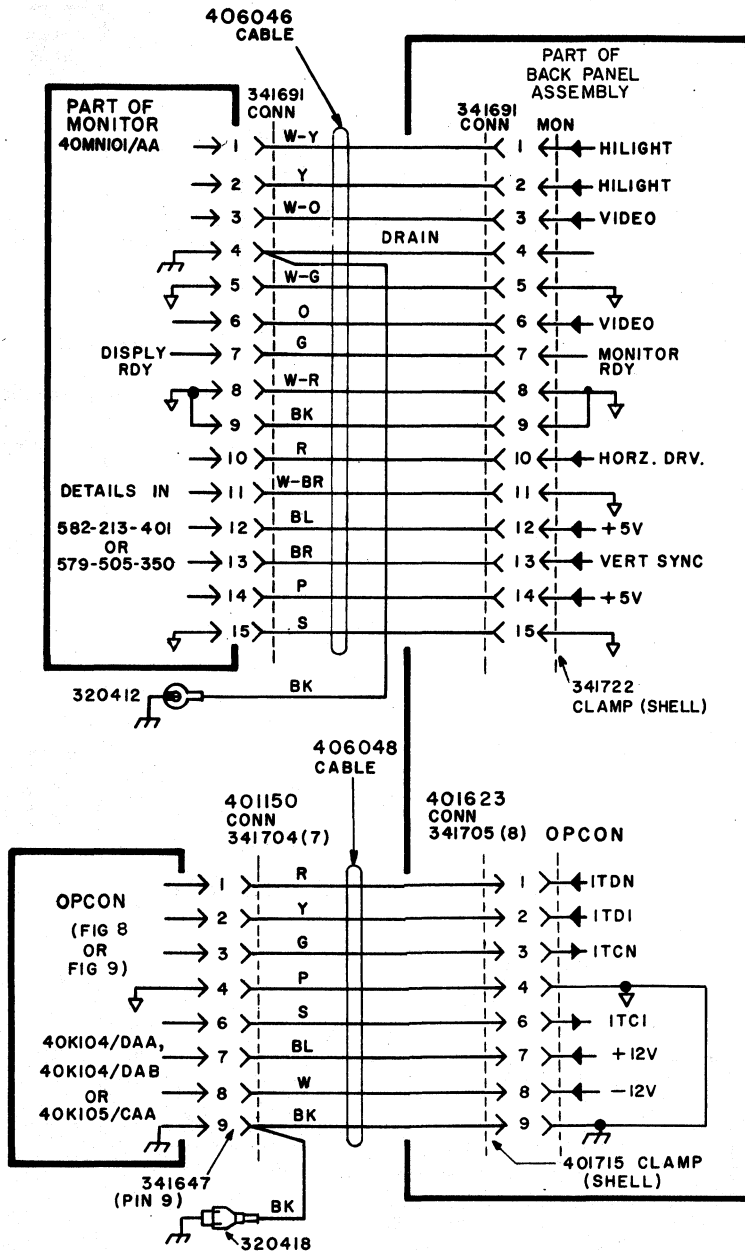 406046
CABLE
PART OF
BACK PANEL
ASSEMBLY
PART OF
MONITOR
40MN101/AA
341691
CONN
341691
CONN MON
1 W-Y 1 HILIGHT
2 Y 2 HILIGHT
3 W-O 3 VIDEO
4 DRAIN 4
5 W-G 5
6 O 6 VIDEO
DISPLY
RDY
7 G 7 MONITOR
RDY
8 W-R 8
9 BK 9
10 R 10 HORZ. DRV.
DETAILS IN 11 W-BR 11
582-213-401 12 BL 12 +5V
OR
579-505-350 13 BR 13 VERT SYNC
14 P 14 +5V
15 S 15
320412 BK
341722
CLAMP (SHELL)
406048
CABLE
401150
CONN
341704 (7)
401623
CONN
341705 (8) OPCON
OPCON
(FIG 8
OR
FIG 9)
1 R 1 ITDN
2 Y 2 ITDI
3 G 3 ITCN
4 P 4
6 S 6 ITCI
40K104/DAA, 7 BL 7 +12V
40K104/DAB 8 W 8 -12V
OR
40K105/CAA 9 BK 9
341647
(PIN 9)
BK
320418
401715 CLAMP
(SHELL)